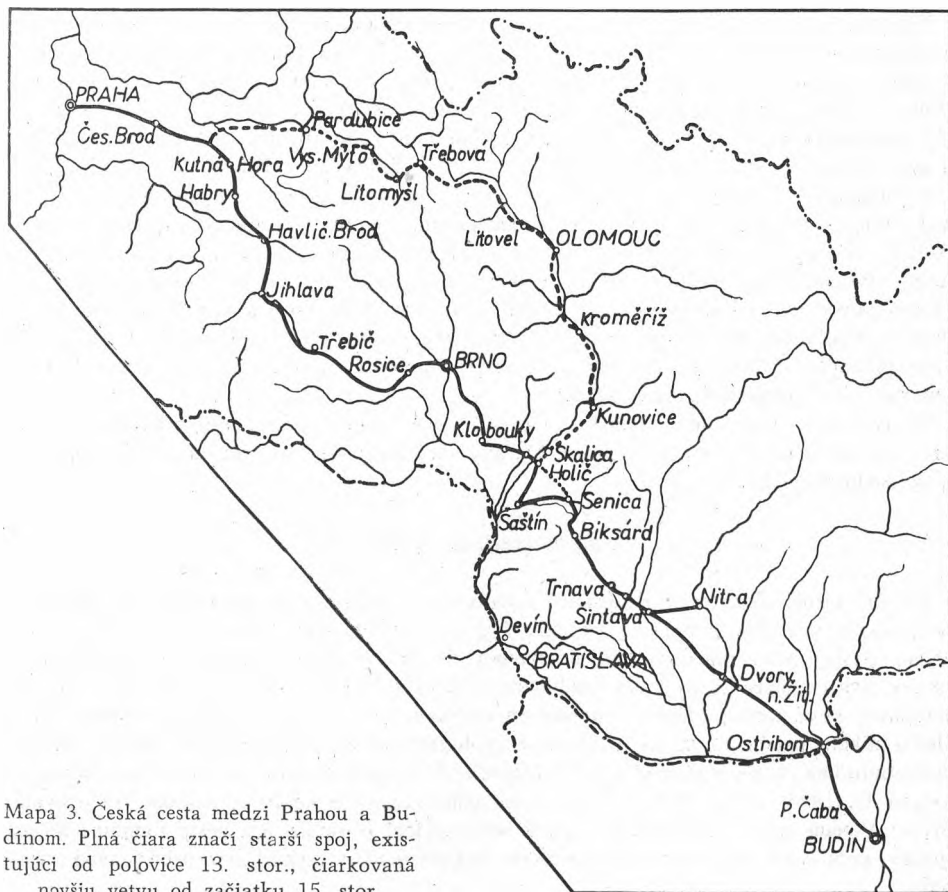 PRAHA
Čes. Brod
Pardubice
Kutná Hora
Vys. Mýto
Třebová
Habry
Litomyšl
Havlič. Brod
Litovel
OLOMOUC
Jihlava
Kroměříž
Třebič
Rosice
BRNO
Kunovice
Klobouky
Skalica
Holič
Senica
Šaštín
Biksárd
Trnava
Nitra
Šintava
Devín
BRATISLAVA
Dvory
n. Žit.
Ostrihom
P. Čaba
BUDÍN
Mapa 3. Česká cesta medzi Prahou a Bu-
dínom. Plná čiara značí starší spoj, exis-
tujúci od polovice 13. stor., čiarkovaná
novšiu vetvu od začiatku 15. stor.